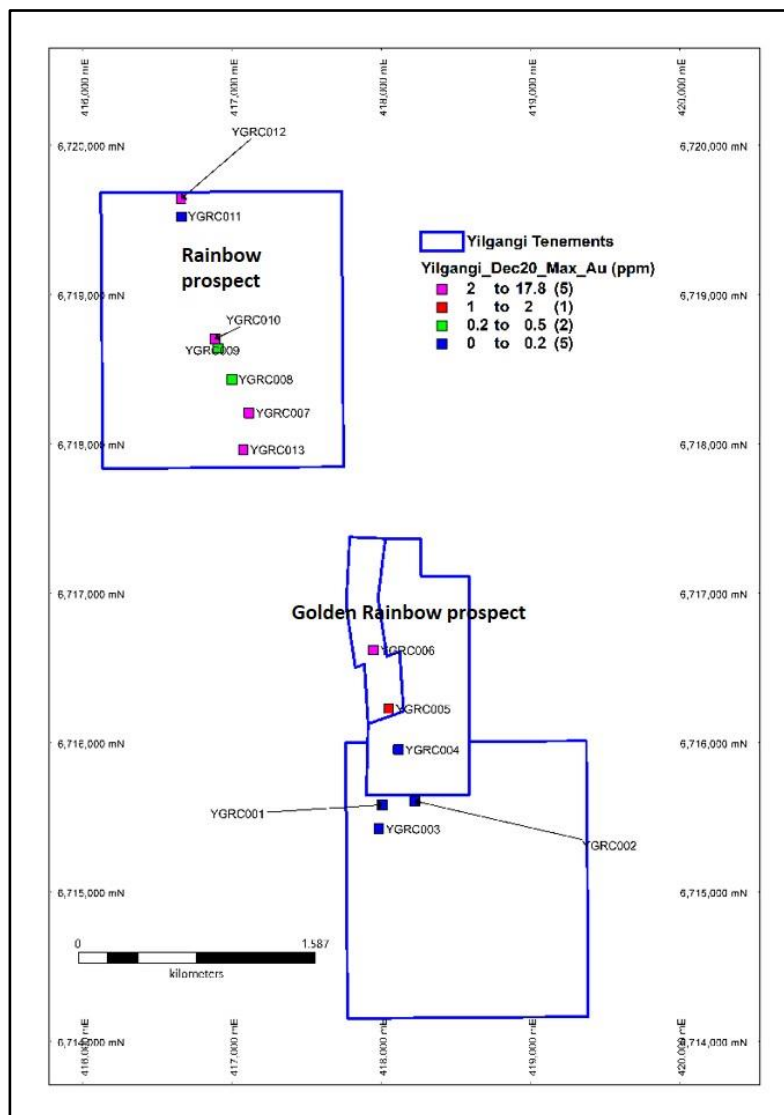 416,000 mE
417,000 mE
418,000 mE
419,000 mE
420,000 mE
YGRC012
6,720,000 mN
6,720,000 mN
YGRC011
Rainbow
prospect
Yilgangi Tenements
Yilgangi_Dec20_Max_Au (ppm)
2 to 17.8 (5)
1 to 2 (1)
0.2 to 0.5 (2)
0 to 0.2 (5)
6,719,000 mN
6,719,000 mN
YGRC010
YGRC009
YGRC008
YGRC007
6,718,000 mN
6,718,000 mN
YGRC013
6,717,000 mN
6,717,000 mN
Golden Rainbow prospect
YGRC006
YGRC005
6,716,000 mN
6,716,000 mN
YGRC004
YGRC001
YGRC003
YGRC002
6,715,000 mN
6,715,000 mN
0
1.587
kilometers
6,714,000 mN
6,714,000 mN
416,000 mE
417,000 mE
418,000 mE
419,000 mE
420,000 mE